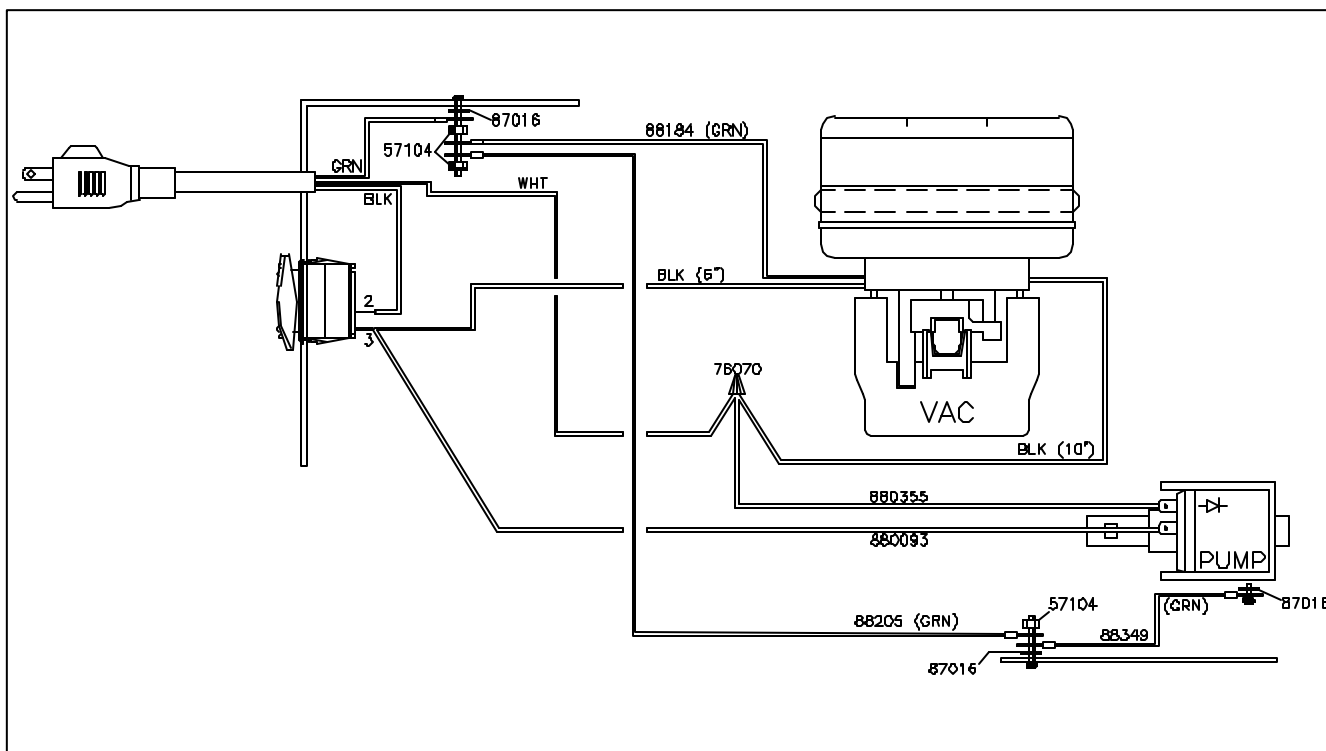 87016
88184 (GRN)
57104
GRN
WHT
BLK
BLK (6")
2
3
76070
VAC
BLK (10")
880355
880093
PUMP
57104
(GRN)
87016
88205 (GRN)
88349
87016